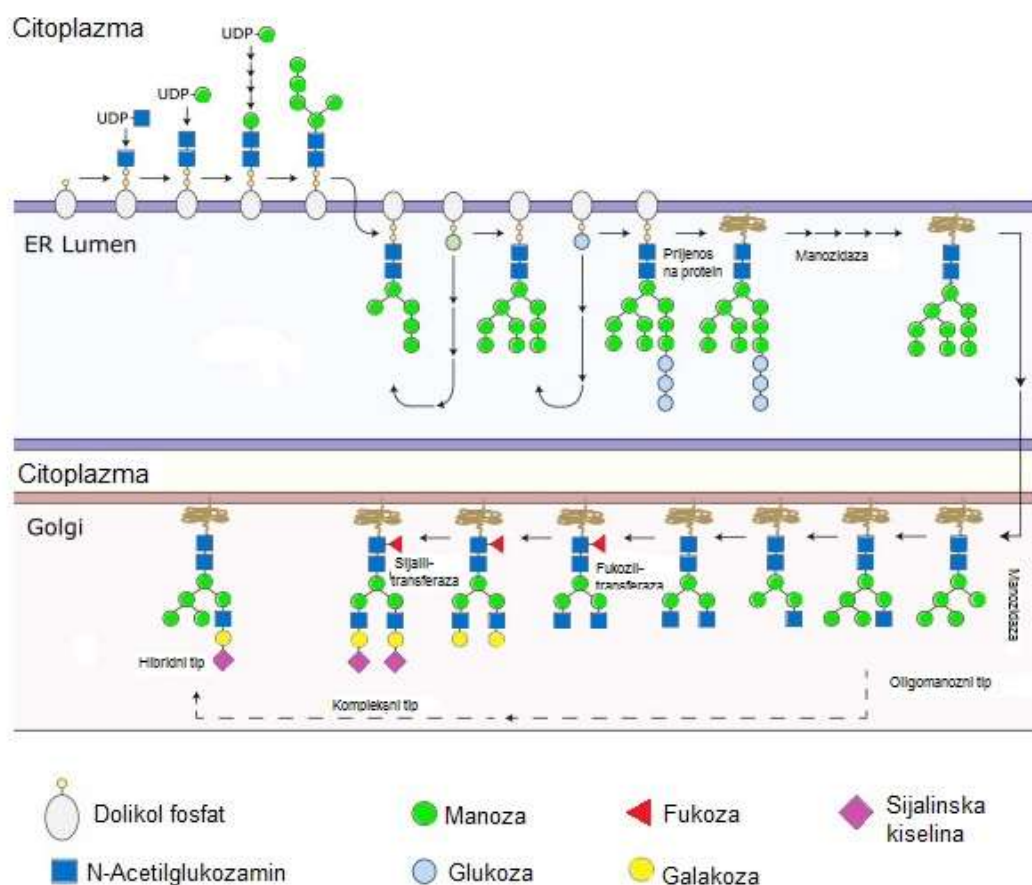 Citoplazma
UDP
UDP
UDP
ER Lumen
Prijenos
na protein
Manozidaza
Citoplazma
Golgi
Sijalil-
transferaza
Fukozil-
transferaza
Manozidaza
Hibridni tip
Kompleksni tip
Oligomanozni tip
Dolikol fosfat
Manoza
Fukoza
Sijalinska
kiselina
N-Acetilglukozamin
Glukoza
Galakoza